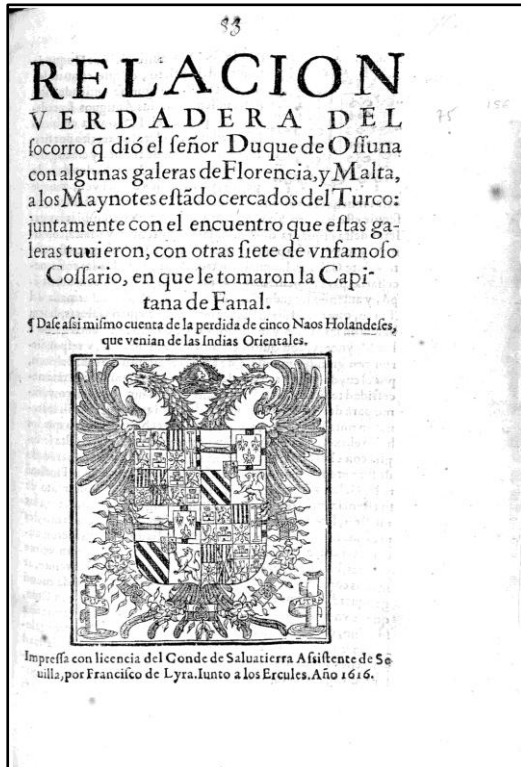 83
RELACION
VERDADERA DEL
ſocorro q̃ dió el ſeñor Duque de Oſſuna
con algunas galeras de Florencia, y Malta,
a los Maynotes eſtãdo cercados del Turco:
juntamente con el encuentro que eſtas ga-
leras tuuieron, con otras ſiete de vnfamoſo
Coſſario, en que le tomaron la Capi-
tana de Fanal.
¶ Daſe aſsi miſmo cuenta de la perdida de cinco Naos Holandeſes,
que venian de las Indias Orientales.
Impreſſa con licencia del Conde de Saluatierra Aſsiſtente de Se
uilla, por Franciſco de Lyra. Iunto a los Ercules. Año 1616.
75